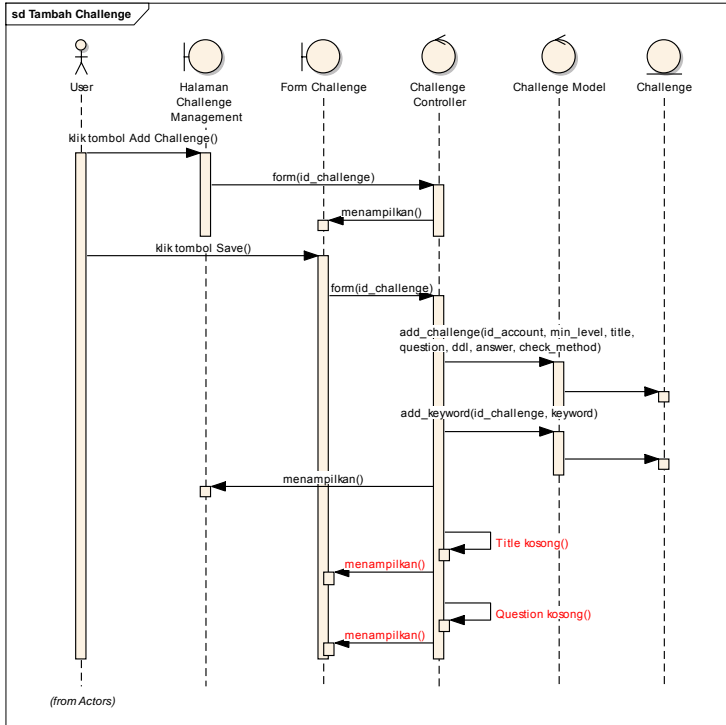 sd Tambah Challenge
User
Halaman
Challenge
Management
Form Challenge
Challenge
Controller
Challenge Model
Challenge
klik tombol Add Challenge()
form(id_challenge)
menampilkan()
klik tombol Save()
form(id_challenge)
add_challenge(id_account, min_level, title,
question, ddl, answer, check_method)
add_keyword(id_challenge, keyword)
menampilkan()
Title kosong()
menampilkan()
Question kosong()
menampilkan()
(from Actors)